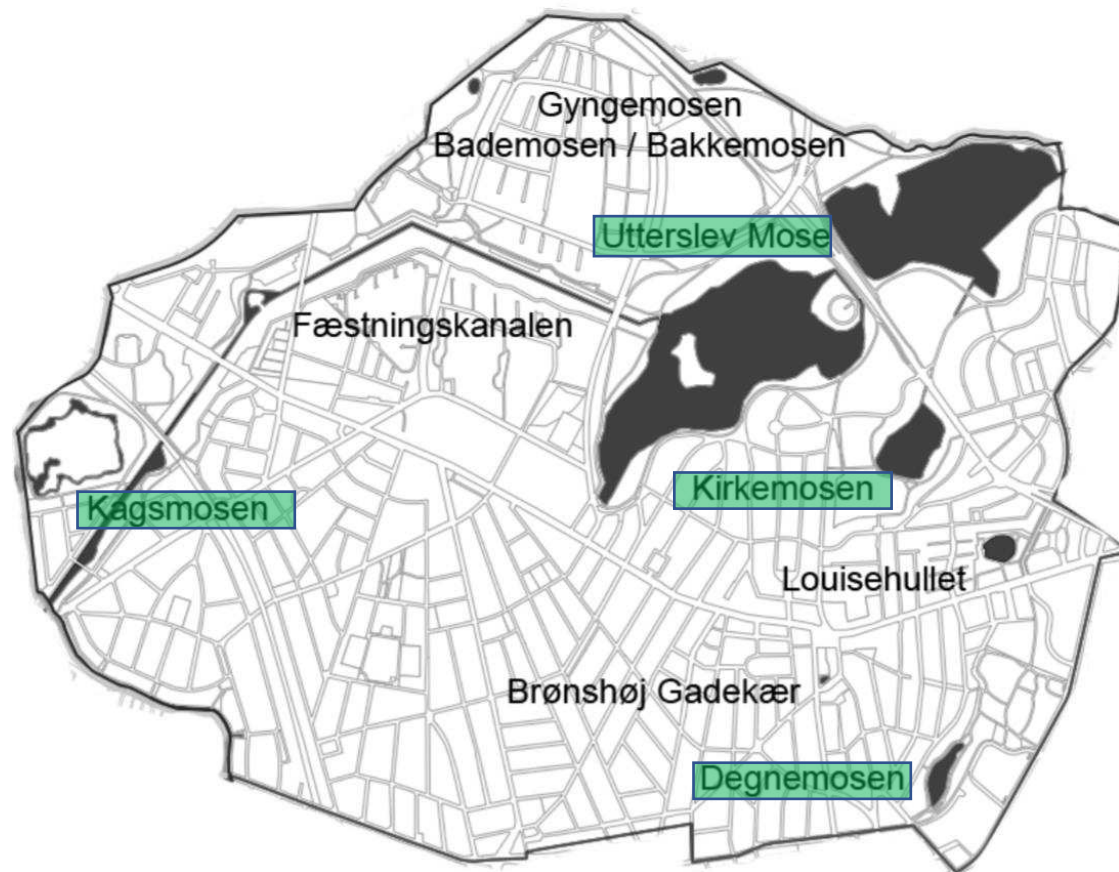 Gyngemosen
Bademosen / Bakkemosen
Utterslev Mose
Fæstningskanalen
Kirkemosen
Kagsmosen
Louisehullet
Brønshøj Gadekær
Degnemosen